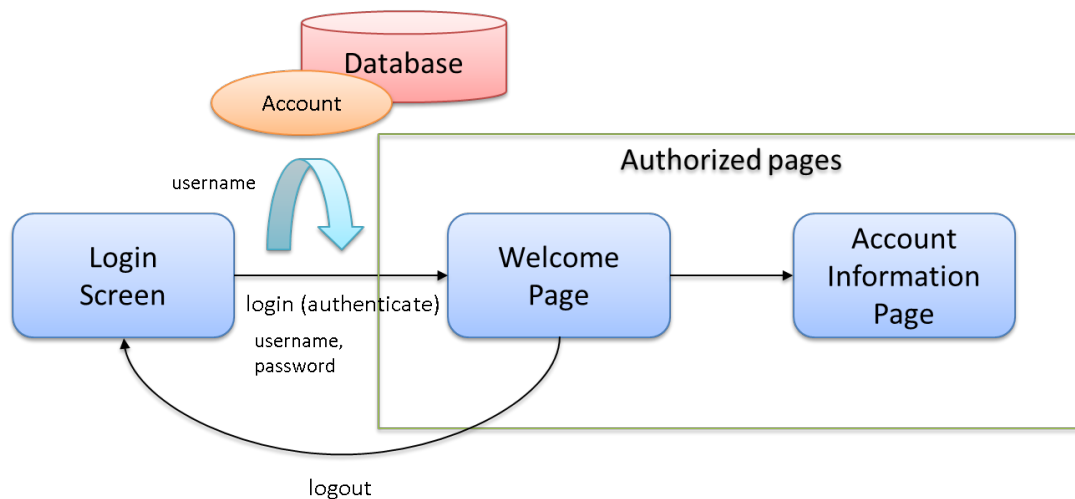 Database
Account
Authorized pages
username
Login
Screen
Welcome
Page
Account
Information
Page
login (authenticate)
username,
password
logout